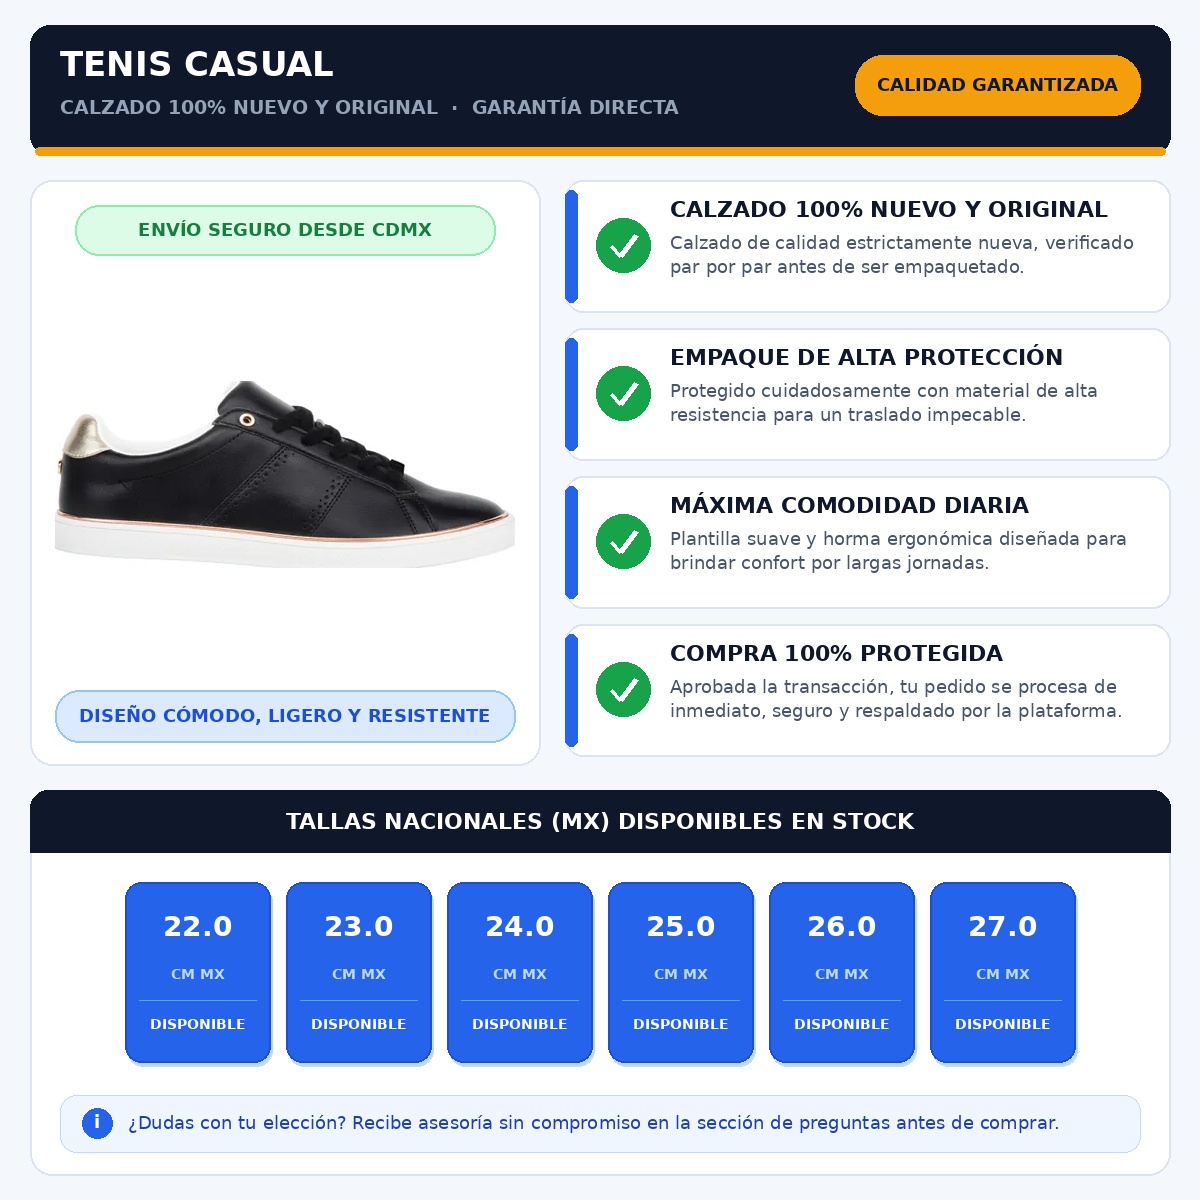 TENIS CASUAL
CALZADO 100% NUEVO Y ORIGINAL · GARANTÍA DIRECTA
CALIDAD GARANTIZADA
ENVÍO SEGURO DESDE CDMX
DISEÑO CÓMODO, LIGERO Y RESISTENTE
CALZADO 100% NUEVO Y ORIGINAL
Calzado de calidad estrictamente nueva, verificado
par por par antes de ser empaquetado.
EMPAQUE DE ALTA PROTECCIÓN
Protegido cuidadosamente con material de alta
resistencia para un traslado impecable.
MÁXIMA COMODIDAD DIARIA
Plantilla suave y horma ergonómica diseñada para
brindar confort por largas jornadas.
COMPRA 100% PROTEGIDA
Aprobada la transacción, tu pedido se procesa de
inmediato, seguro y respaldado por la plataforma.
TALLAS NACIONALES (MX) DISPONIBLES EN STOCK
22.0
CM MX
DISPONIBLE
23.0
CM MX
DISPONIBLE
24.0
CM MX
DISPONIBLE
25.0
CM MX
DISPONIBLE
26.0
CM MX
DISPONIBLE
27.0
CM MX
DISPONIBLE
i
¿Dudas con tu elección? Recibe asesoría sin compromiso en la sección de preguntas antes de comprar.